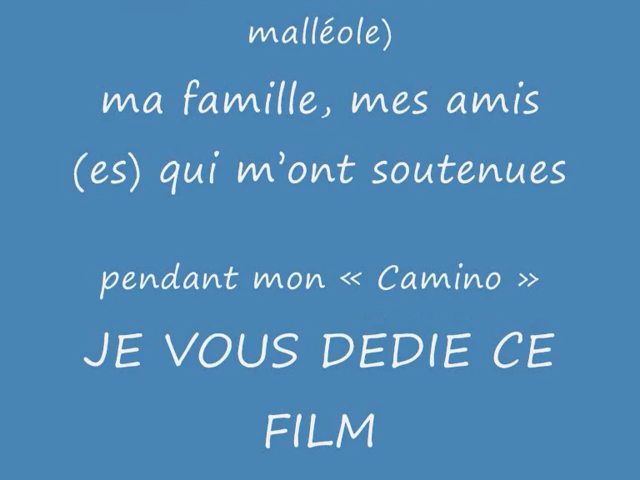 malléole)
ma famille, mes amis
(es) qui m’ont soutenues
pendant mon « Camino »
JE VOUS DEDIE CE
FILM